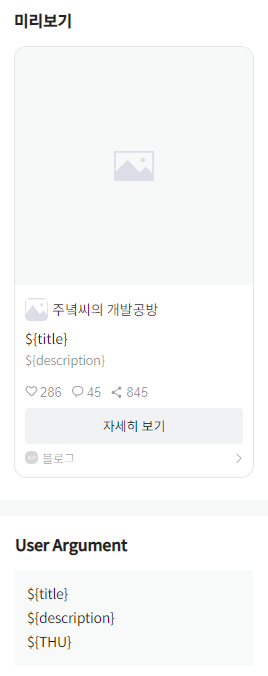 미리보기
주녘씨의 개발공방
${title}
${description}
286 45 845
자세히 보기
블로그
User Argument
${title}
${description}
${THU}